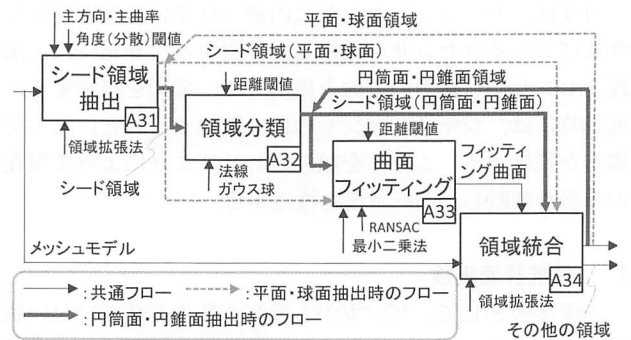 主方向・主曲率
角度(分散)閾値
平面・球面領域
シード領域(平面・球面)
シード領域
抽出
A31
距離閾値
円筒面・円錐面領域
シード領域(円筒面・円錐面)
領域拡張法
領域分類
A32
距離閾値
シード領域
法線
ガウス球
曲面
フィッティング
A33
フィッティ
ング曲面
RANSAC
最小二乗法
メッシュモデル
領域統合
A34
:共通フロー
:平面・球面抽出時のフロー
:円筒面・円錐面抽出時のフロー
領域拡張法
その他の領域